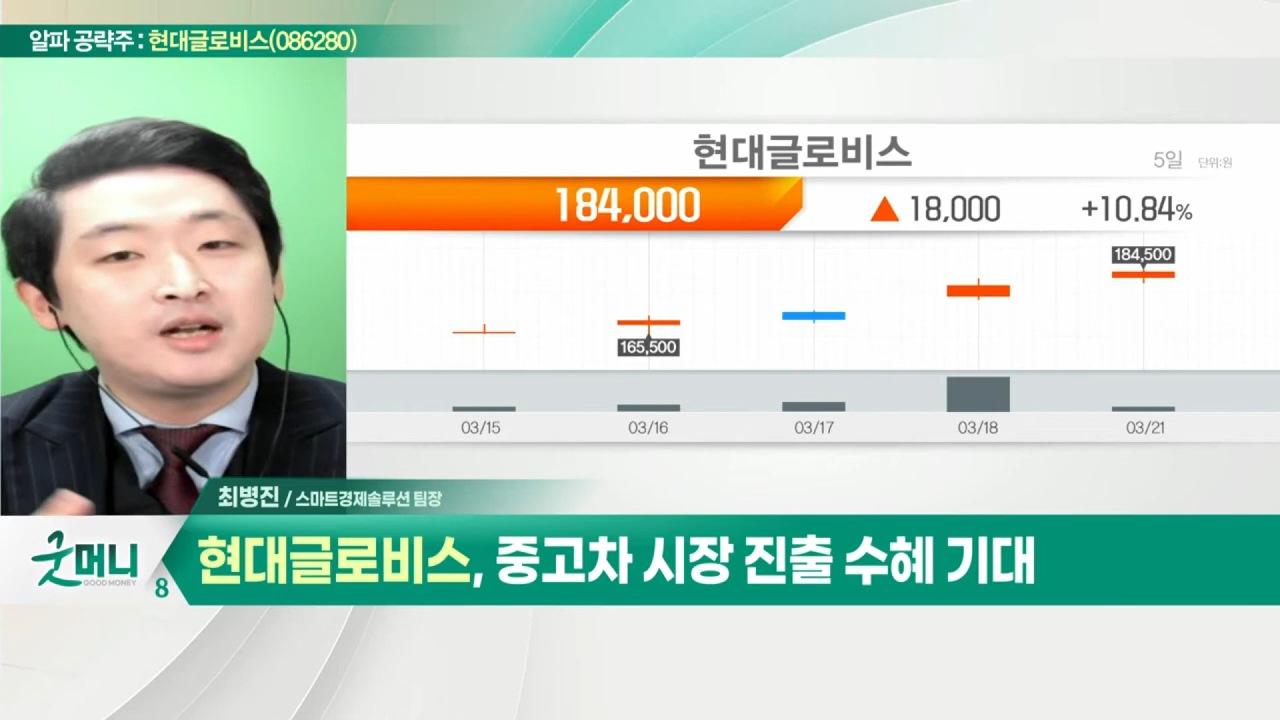 알파 공략주 : 현대글로비스(086280)
현대글로비스
5일 단위:원
184,000 ▲ 18,000 +10.84%
184,500
165,500
03/15 03/16 03/17 03/18 03/21
최병진 / 스마트경제솔루션 팀장
굿머니
GOOD MONEY
8
현대글로비스, 중고차 시장 진출 수혜 기대